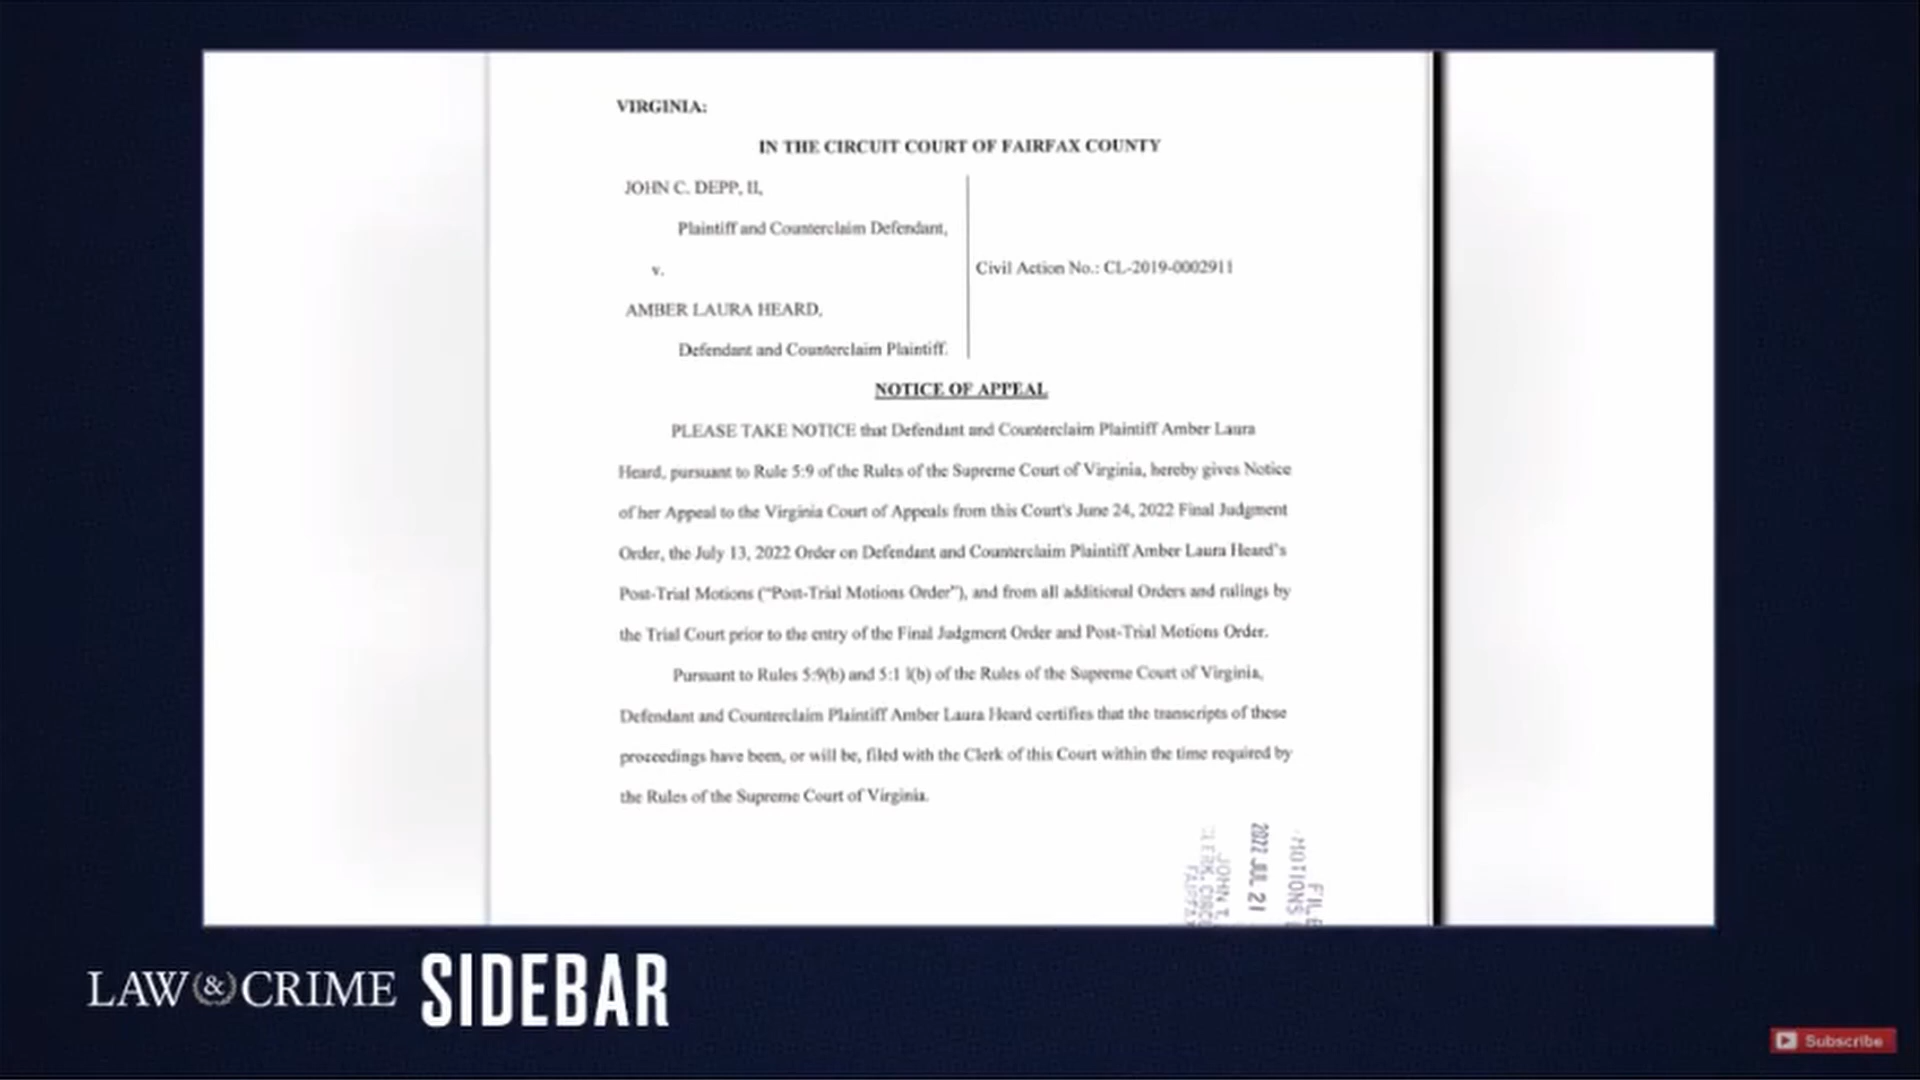 VIRGINIA:
IN THE CIRCUIT COURT OF FAIRFAX COUNTY
JOHN C. DEPP, II,
Plaintiff and Counterclaim Defendant,
v.
Civil Action No.: CL-2019-0002911
AMBER LAURA HEARD,
Defendant and Counterclaim Plaintiff.
NOTICE OF APPEAL
PLEASE TAKE NOTICE that Defendant and Counterclaim Plaintiff Amber Laura
Heard, pursuant to Rule 5:9 of the Rules of the Supreme Court of Virginia, hereby gives Notice
of her Appeal to the Virginia Court of Appeals from this Court's June 24, 2022 Final Judgment
Order, the July 13, 2022 Order on Defendant and Counterclaim Plaintiff Amber Laura Heard's
Post-Trial Motions ("Post-Trial Motions Order"), and from all additional Orders and rulings by
the Trial Court prior to the entry of the Final Judgment Order and Post-Trial Motions Order.
Pursuant to Rules 5:9(b) and 5:1 1(b) of the Rules of the Supreme Court of Virginia,
Defendant and Counterclaim Plaintiff Amber Laura Heard certifies that the transcripts of these
proceedings have been, or will be, filed with the Clerk of this Court within the time required by
the Rules of the Supreme Court of Virginia.
FILE
MOTIONS
2022 JUL 21
JOHN T.
CLERK, CIRC
FAIRFA
LAW & CRIME SIDEBAR
Subscribe